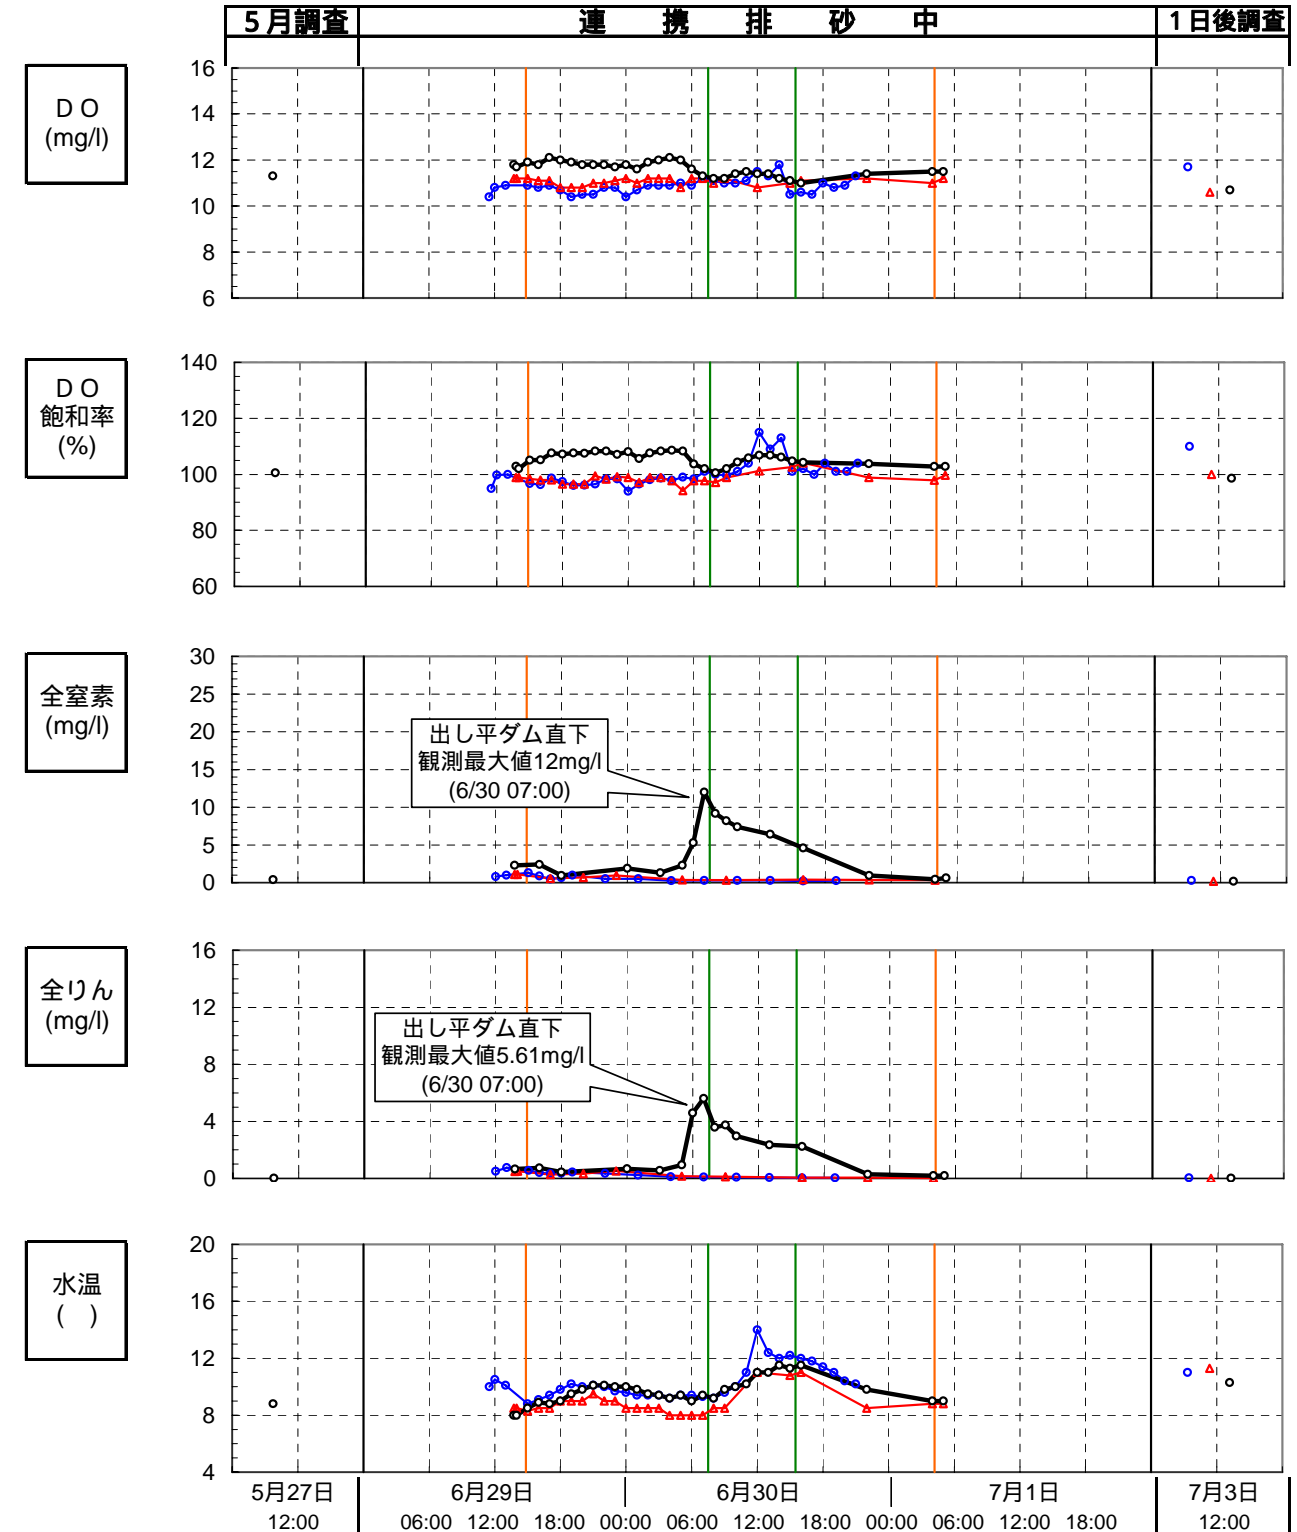 ５月調査 連携排砂中 １日後調査
ＤＯ
(mg/l)
16
14
12
10
8
6
ＤＯ
飽和率
(%)
140
120
100
80
60
全窒素
(mg/l)
30
25
20
15
10
5
0
出し平ダム直下
観測最大値12mg/l
(6/30 07:00)
全りん
(mg/l)
16
12
8
4
0
出し平ダム直下
観測最大値5.61mg/l
(6/30 07:00)
水温
( )
20
16
12
8
4
5月27日 6月29日 6月30日 7月1日 7月3日
12:00 06:00 12:00 18:00 00:00 06:00 12:00 18:00 00:00 06:00 12:00 18:00 12:00